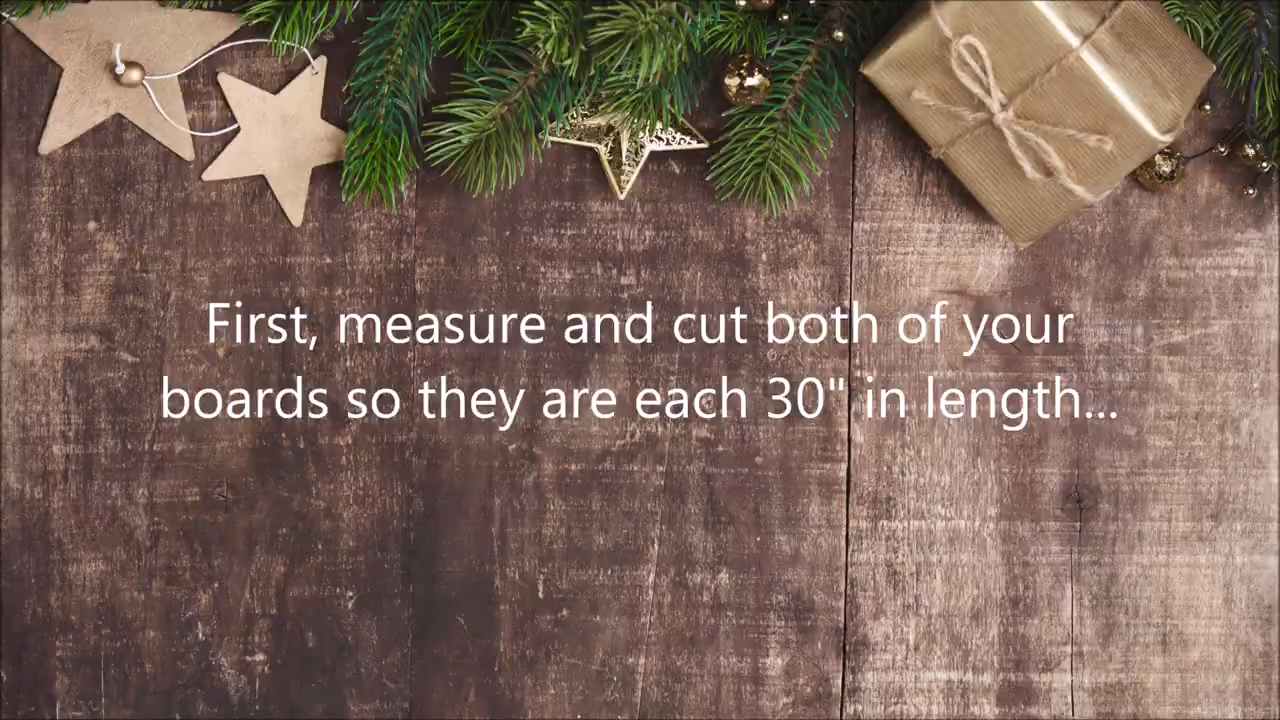 First, measure and cut both of your
boards so they are each 30" in length...